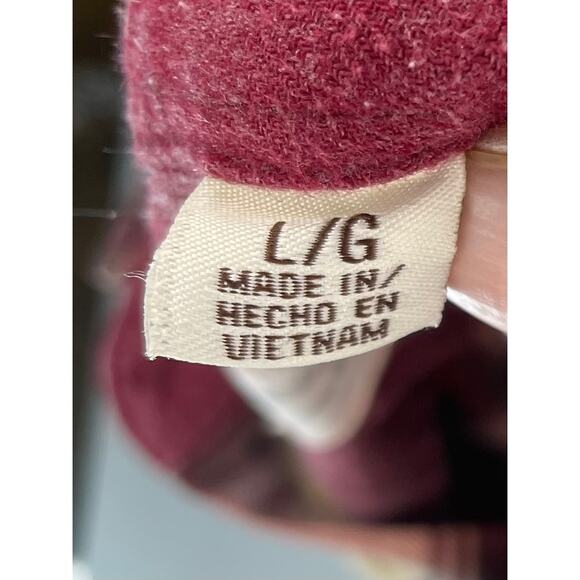 L/G
MADE IN/
HECHO EN
VIETNAM